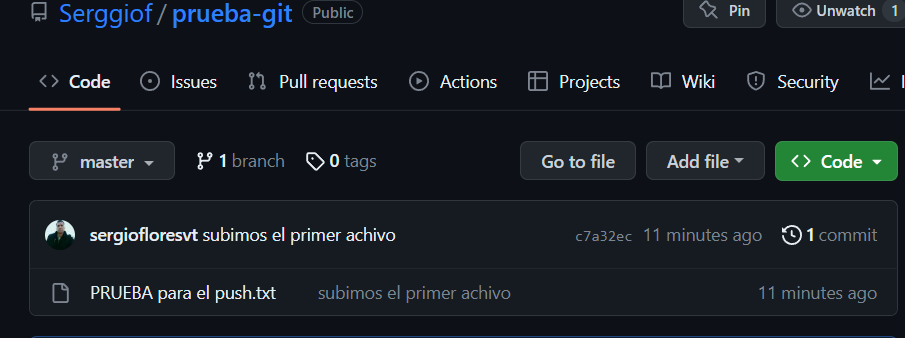 Serggiof / prueba-git Public Pin Unwatch 1
Code Issues Pull requests Actions Projects Wiki Security
master 1 branch 0 tags Go to file Add file Code
sergiofloresvt subimos el primer achivo c7a32ec 11 minutes ago 1 commit
PRUEBA para el push.txt subimos el primer achivo 11 minutes ago